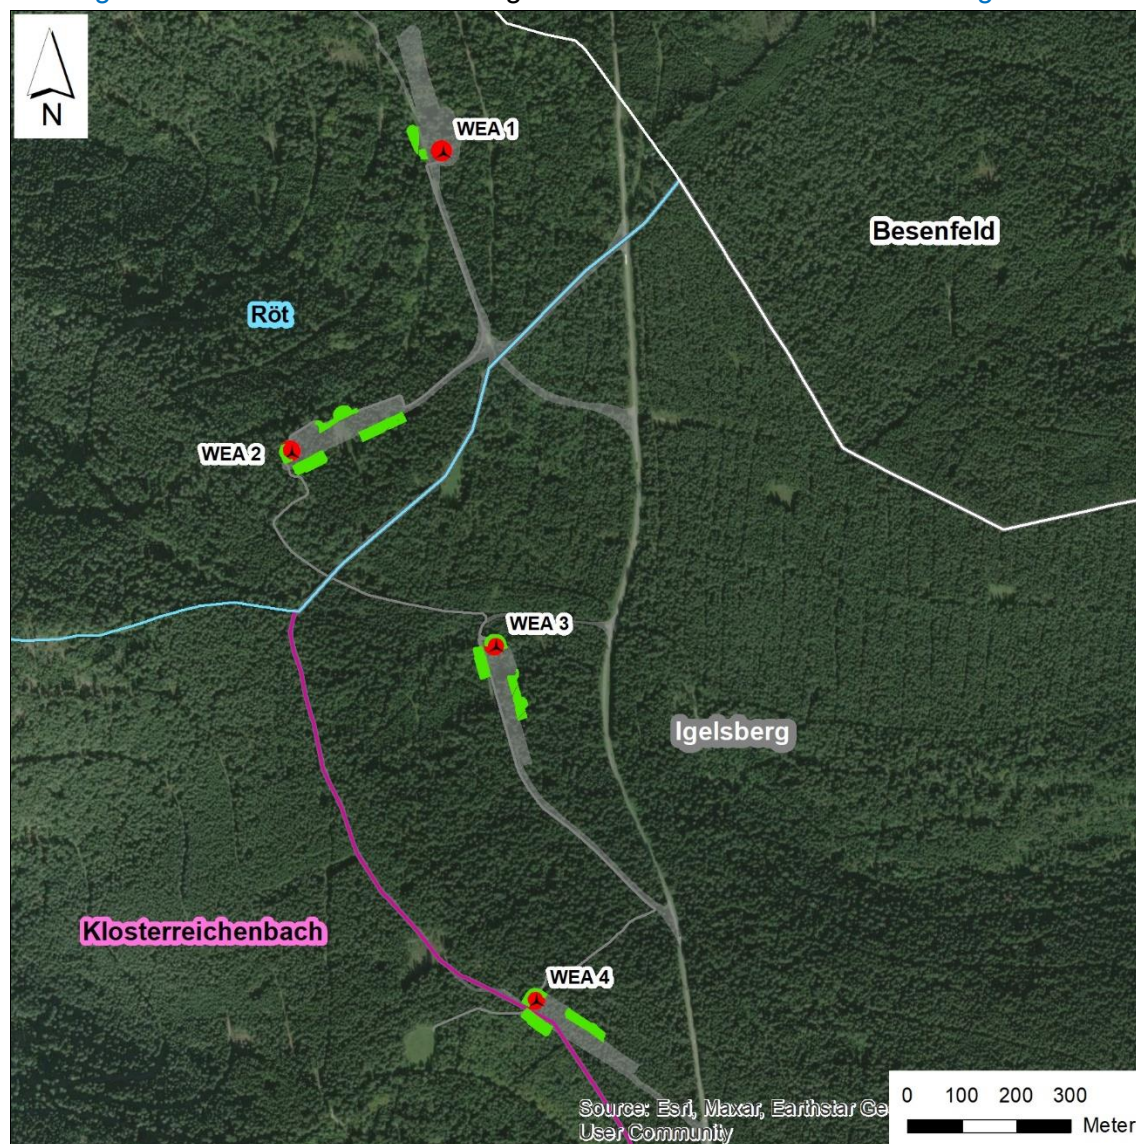 N
WEA 1
Besenfeld
Röt
WEA 2
WEA 3
Igelsberg
Klosterreichenbach
WEA 4
0 100 200 300
Meter
Source: Esri, Maxar, Earthstar Ge
User Community